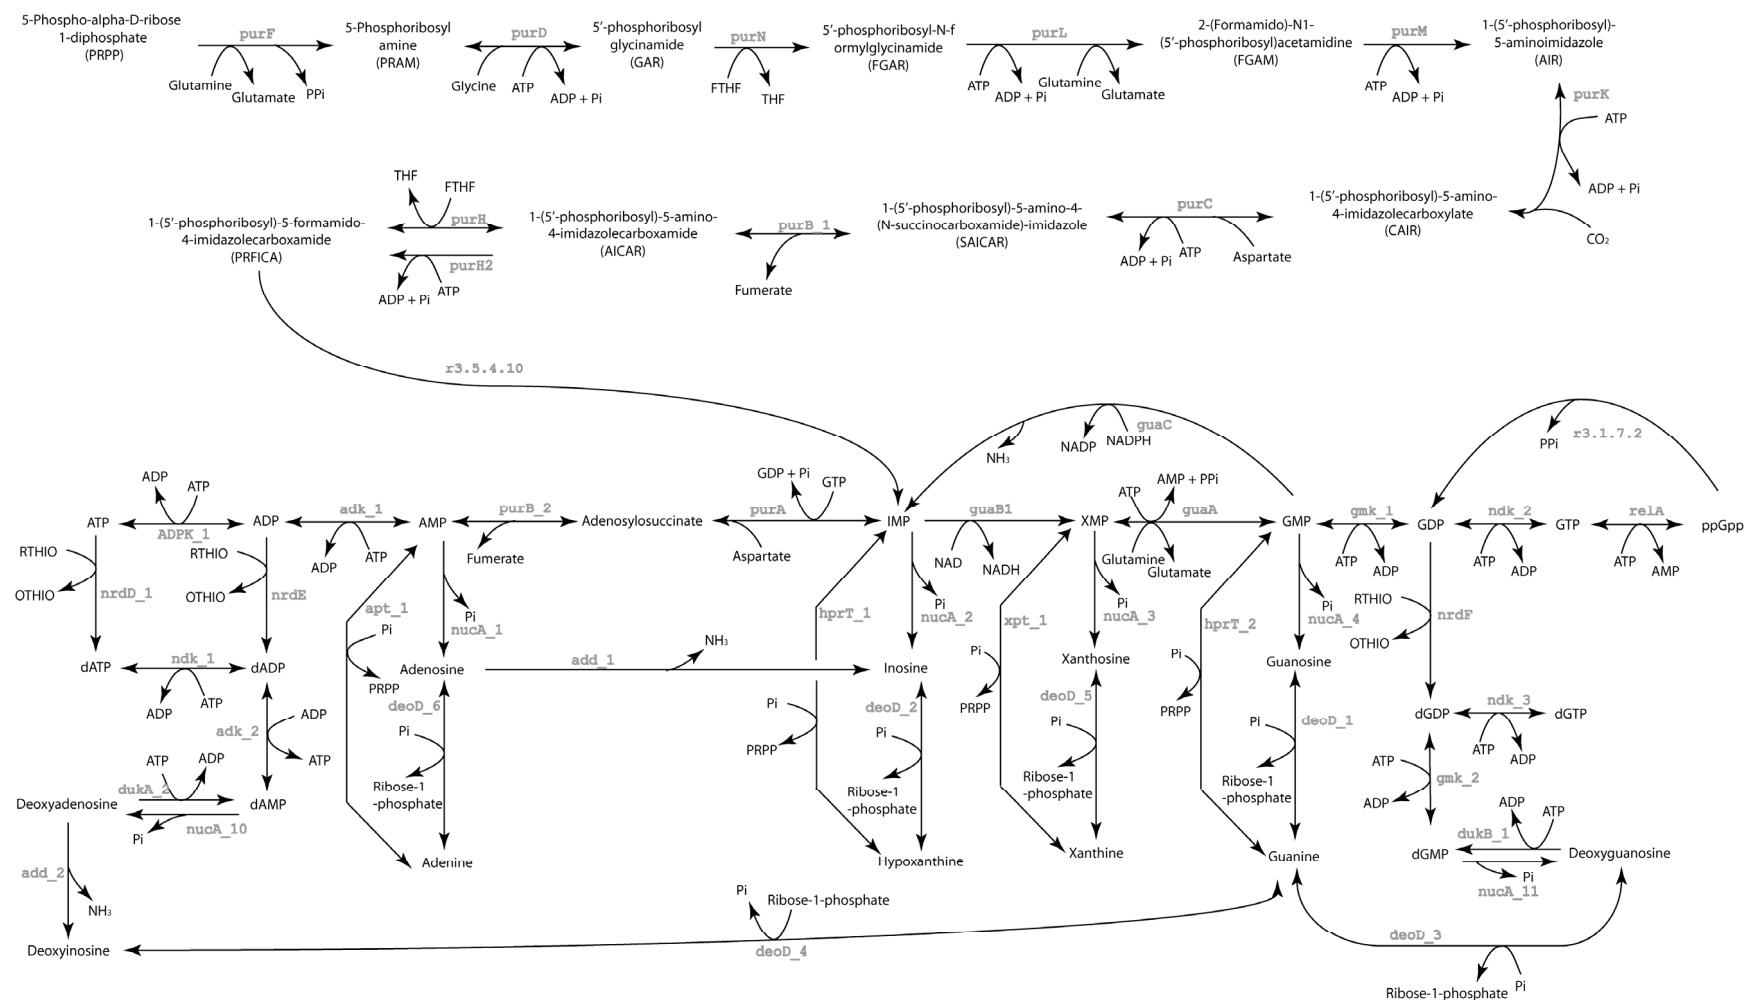 5-Phospho-alpha-D-ribose
1-diphosphate
(PRPP)
purF
Glutamine
Glutamate
PPi
5-Phosphoribosyl
amine
(PRAM)
purD
Glycine
ATP
ADP + Pi
5′-phosphoribosyl
glycinamide
(GAR)
purN
FTHF
THF
5′-phosphoribosyl-N-f
ormylglycinamide
(FGAR)
purL
ATP
ADP + Pi
Glutamine
Glutamate
2-(Formamido)-N1-
(5′-phosphoribosyl)acetamidine
(FGAM)
purM
ATP
ADP + Pi
1-(5′-phosphoribosyl)-
5-aminoimidazole
(AIR)
purK
ATP
ADP + Pi
CO₂
1-(5′-phosphoribosyl)-5-formamido-
4-imidazolecarboxamide
(PRFICA)
THF
FTHF
purH
purH2
ADP + Pi
ATP
1-(5′-phosphoribosyl)-5-amino-
4-imidazolecarboxamide
(AICAR)
purB_1
Fumerate
1-(5′-phosphoribosyl)-5-amino-4-
(N-succinocarboxamide)-imidazole
(SAICAR)
purC
ADP + Pi
ATP
Aspartate
1-(5′-phosphoribosyl)-5-amino-
4-imidazolecarboxylate
(CAIR)
r3.5.4.10
guaC
NH₃
NADP
NADPH
r3.1.7.2
PPi
ATP
ADP
ATP
ADPK_1
ADP
adk_1
ADP
ATP
AMP
purB_2
Fumerate
Adenosylosuccinate
purA
GDP + Pi
GTP
Aspartate
IMP
guaB1
NAD
NADH
XMP
guaA
ATP
AMP + PPi
Glutamine
Glutamate
GMP
gmk_1
ATP
ADP
GDP
ndk_2
ATP
ADP
GTP
relA
ATP
AMP
ppGpp
RTHIO
OTHIO
nrdD_1
RTHIO
OTHIO
nrdE
apt_1
Pi
PRPP
Pi
nucA_1
hprT_1
Pi
PRPP
Pi
nucA_2
xpt_1
Pi
PRPP
Pi
nucA_3
hprT_2
Pi
PRPP
Pi
nucA_4
RTHIO
OTHIO
nrdF
dATP
ndk_1
ADP
ATP
dADP
Adenosine
add_1
NH₃
Inosine
Xanthosine
Guanosine
adk_2
ADP
ATP
deoD_6
Pi
Ribose-1
-phosphate
deoD_2
Pi
Ribose-1
-phosphate
deoD_5
Pi
Ribose-1
-phosphate
deoD_1
Pi
Ribose-1
-phosphate
dGDP
ndk_3
ATP
ADP
dGTP
ATP
ADP
gmk_2
Deoxyadenosine
ATP
ADP
dukA_2
nucA_10
Pi
dAMP
Adenine
Hypoxanthine
Xanthine
Guanine
dGMP
dukB_1
ADP
ATP
Pi
nucA_11
Deoxyguanosine
add_2
NH₃
Deoxyinosine
Pi
Ribose-1-phosphate
deoD_4
deoD_3
Ribose-1-phosphate
Pi